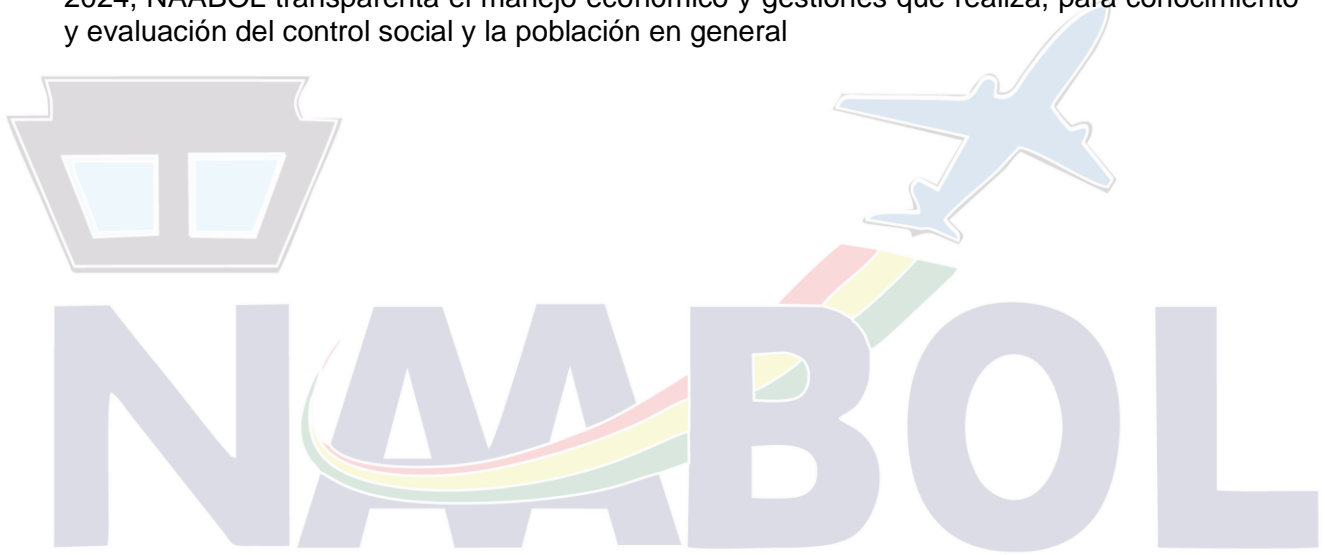 2024, NAABOL transparenta el manejo económico y gestiones que realiza, para conocimiento
y evaluación del control social y la población en general
NAABOL